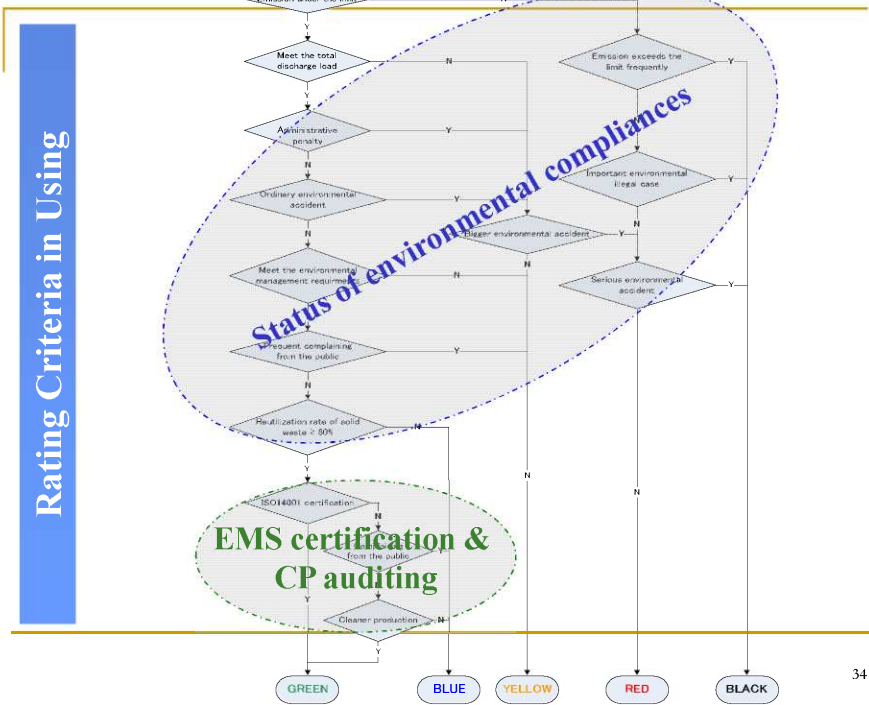 Rating Criteria in Using
N
Y
Meet the total
discharge load
N
Emission exceeds the
limit frequently
Y
Y
Administrative
penalty
Y
N
N
Important environmental
illegal case
Y
Ordinary environmental
accident
Y
N
Bigger environmental accident
Y
N
N
Meet the environmental
management requirments
N
Serious environmental
accident
Y
Status of environmental compliances
Frequent complaining
from the public
Y
N
Reutilization rate of solid
waste ≥ 80%
N
Y
N
N
ISO14001 certification
N
EMS certification &
from the public
Y
CP auditing
Y
Cleaner production
N
Y
GREEN
BLUE
YELLOW
RED
BLACK
34